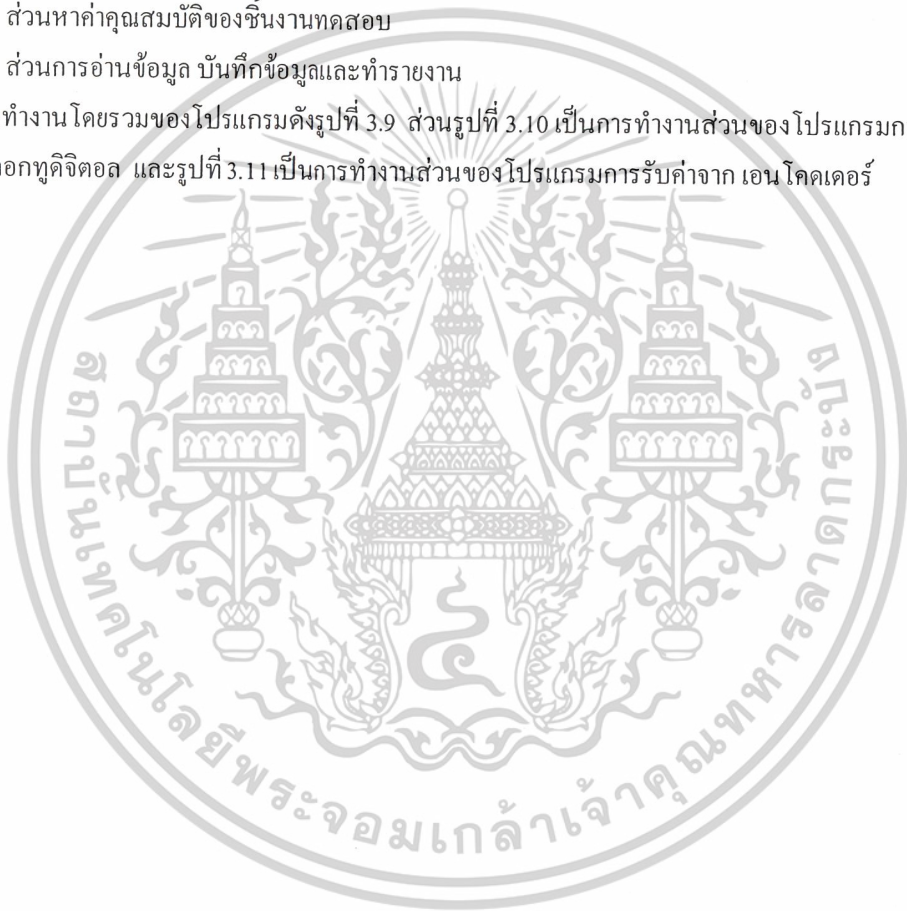 ส่วนหาค่าคุณสมบัติของชิ้นงานทดสอบ
ส่วนการอ่านข้อมูล บันทึกข้อมูลและทำรายงาน
ทำงานโดยรวมของโปรแกรมดังรูปที่ 3.9 ส่วนรูปที่ 3.10 เป็นการทำงานส่วนของโปรแกรมก
อกทูดิจิตอล และรูปที่ 3.11 เป็นการทำงานส่วนของโปรแกรมการรับค่าจาก เอนโคดเดอร์
สถาบันเทคโนโลยีพระจอมเกล้าเจ้าคุณทหารลาดกระบัง